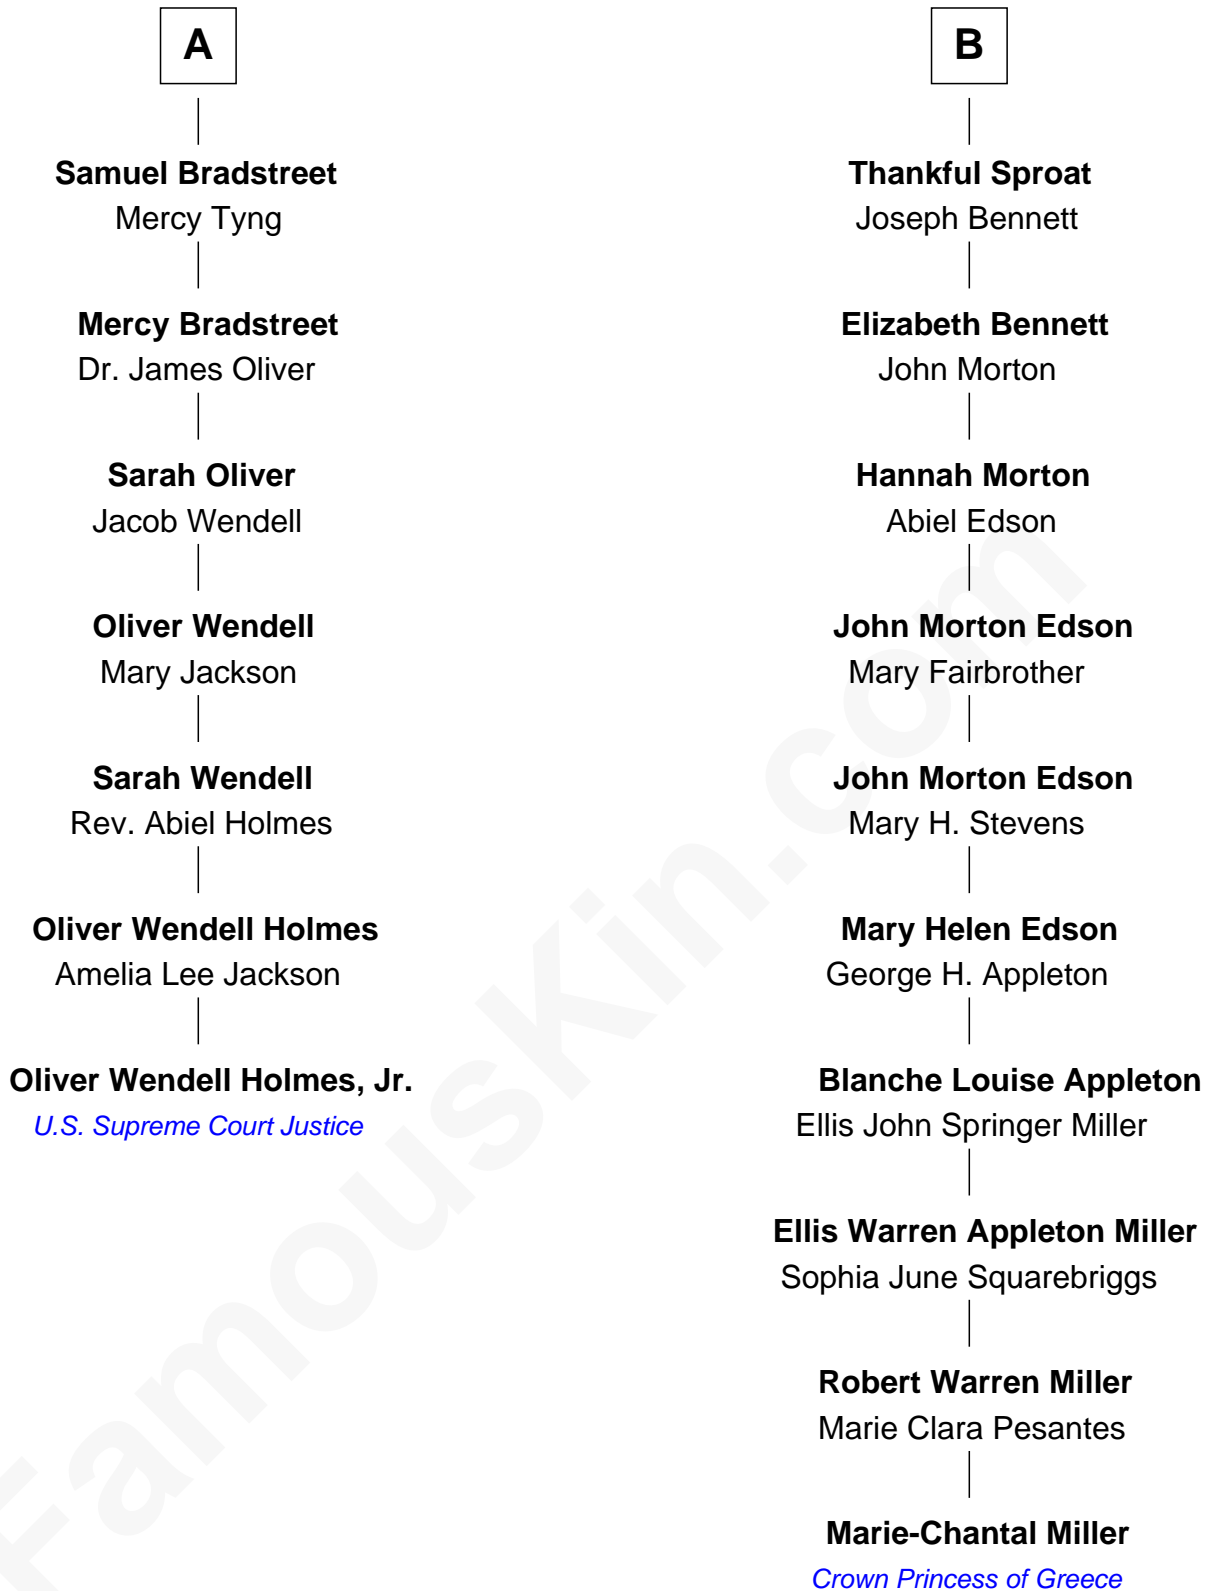 A
Samuel Bradstreet
Mercy Tyng
Mercy Bradstreet
Dr. James Oliver
Sarah Oliver
Jacob Wendell
Oliver Wendell
Mary Jackson
Sarah Wendell
Rev. Abiel Holmes
Oliver Wendell Holmes
Amelia Lee Jackson
Oliver Wendell Holmes, Jr.
U.S. Supreme Court Justice
B
Thankful Sproat
Joseph Bennett
Elizabeth Bennett
John Morton
Hannah Morton
Abiel Edson
John Morton Edson
Mary Fairbrother
John Morton Edson
Mary H. Stevens
Mary Helen Edson
George H. Appleton
Blanche Louise Appleton
Ellis John Springer Miller
Ellis Warren Appleton Miller
Sophia June Squarebriggs
Robert Warren Miller
Marie Clara Pesantes
Marie-Chantal Miller
Crown Princess of Greece
FamousKin.com